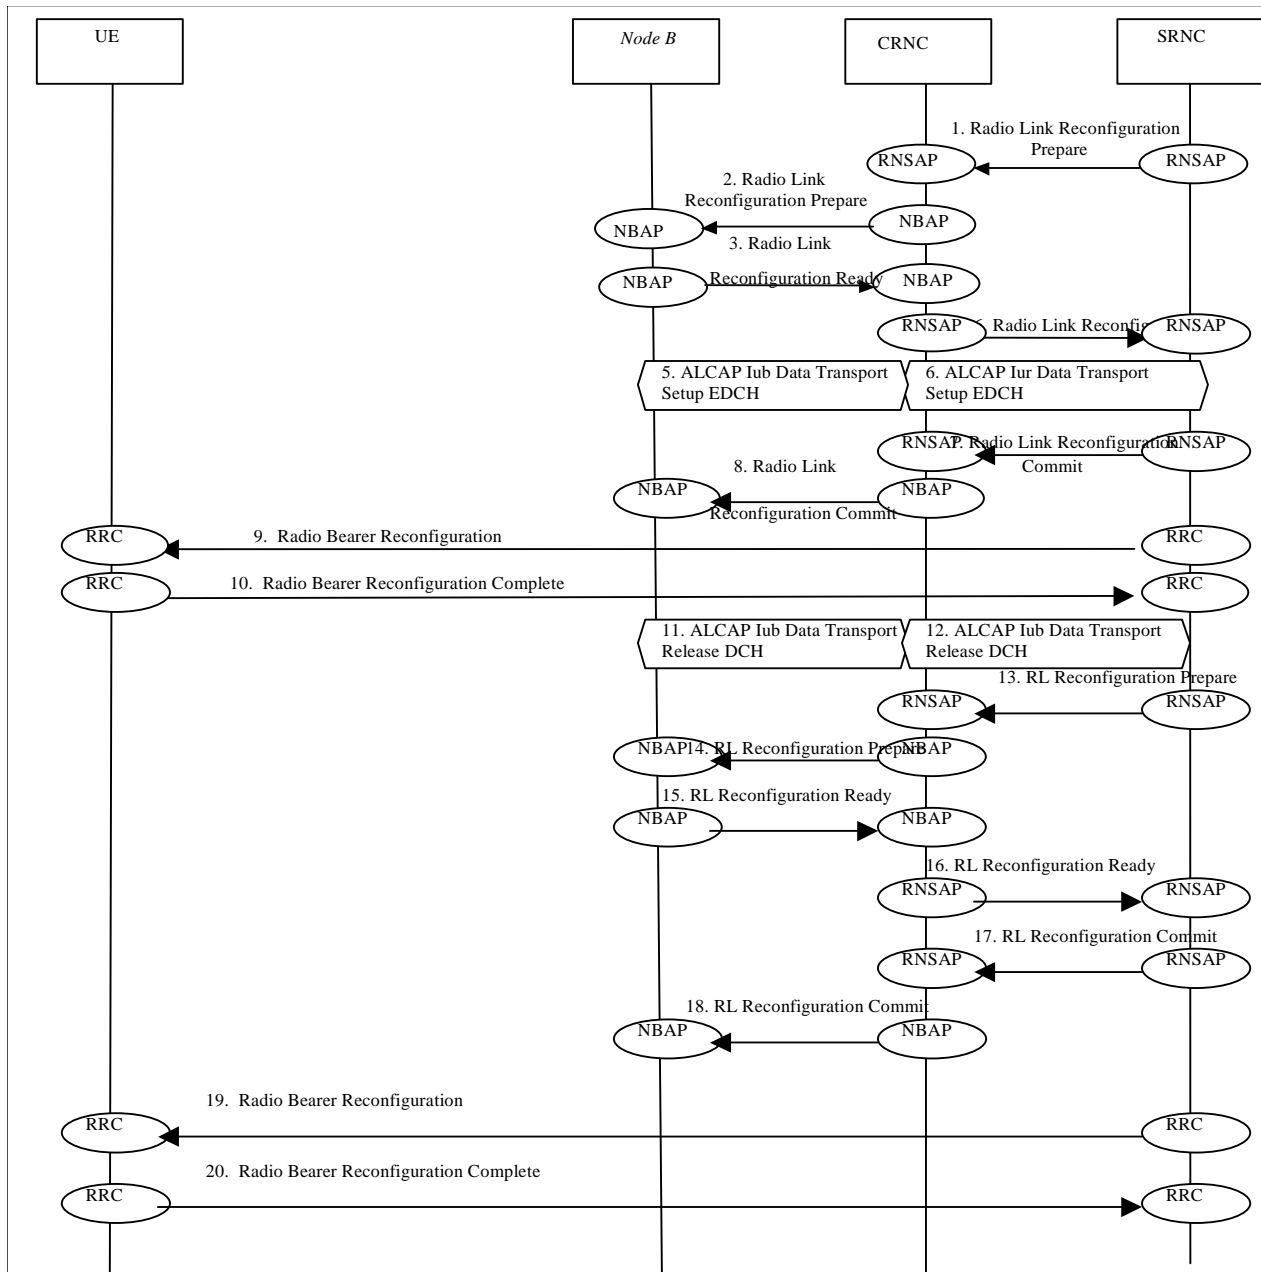 UE
Node B
CRNC
SRNC
1. Radio Link Reconfiguration
Prepare
RNSAP
RNSAP
2. Radio Link
Reconfiguration Prepare
NBAP
NBAP
3. Radio Link
Reconfiguration Ready
NBAP
NBAP
RNSAP
Radio Link Reconfig
RNSAP
5. ALCAP Iub Data Transport
Setup EDCH
6. ALCAP Iur Data Transport
Setup EDCH
RNSAP
7. Radio Link Reconfiguration
Commit
RNSAP
8. Radio Link
Reconfiguration Commit
NBAP
NBAP
RRC
9. Radio Bearer Reconfiguration
RRC
RRC
10. Radio Bearer Reconfiguration Complete
RRC
11. ALCAP Iub Data Transport
Release DCH
12. ALCAP Iub Data Transport
Release DCH
13. RL Reconfiguration Prepare
RNSAP
RNSAP
NBAP
14. RL Reconfiguration Prepare
NBAP
15. RL Reconfiguration Ready
NBAP
NBAP
16. RL Reconfiguration Ready
RNSAP
RNSAP
17. RL Reconfiguration Commit
RNSAP
RNSAP
18. RL Reconfiguration Commit
NBAP
NBAP
19. Radio Bearer Reconfiguration
RRC
RRC
20. Radio Bearer Reconfiguration Complete
RRC
RRC